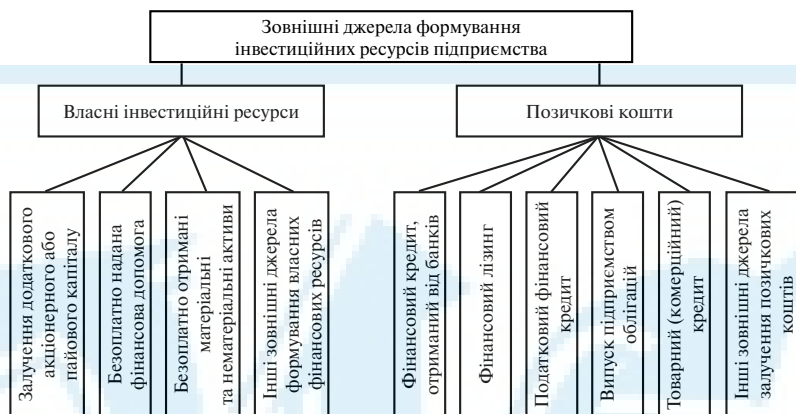 Зовнішні джерела формування
інвестиційних ресурсів підприємства
Власні інвестиційні ресурси
Позичкові кошти
Залучення додаткового
акціонерного або
пайового капіталу
Безоплатно надана
фінансова допомога
Безоплатно отримані
матеріальні
та нематеріальні активи
Інші зовнішні джерела
формування власних
фінансових ресурсів
Фінансовий кредит,
отриманий від банків
Фінансовий лізинг
Податковий фінансовий
кредит
Випуск підприємством
облігацій
Товарний (комерційний)
кредит
Інші зовнішні джерела
залучення позичкових
коштів